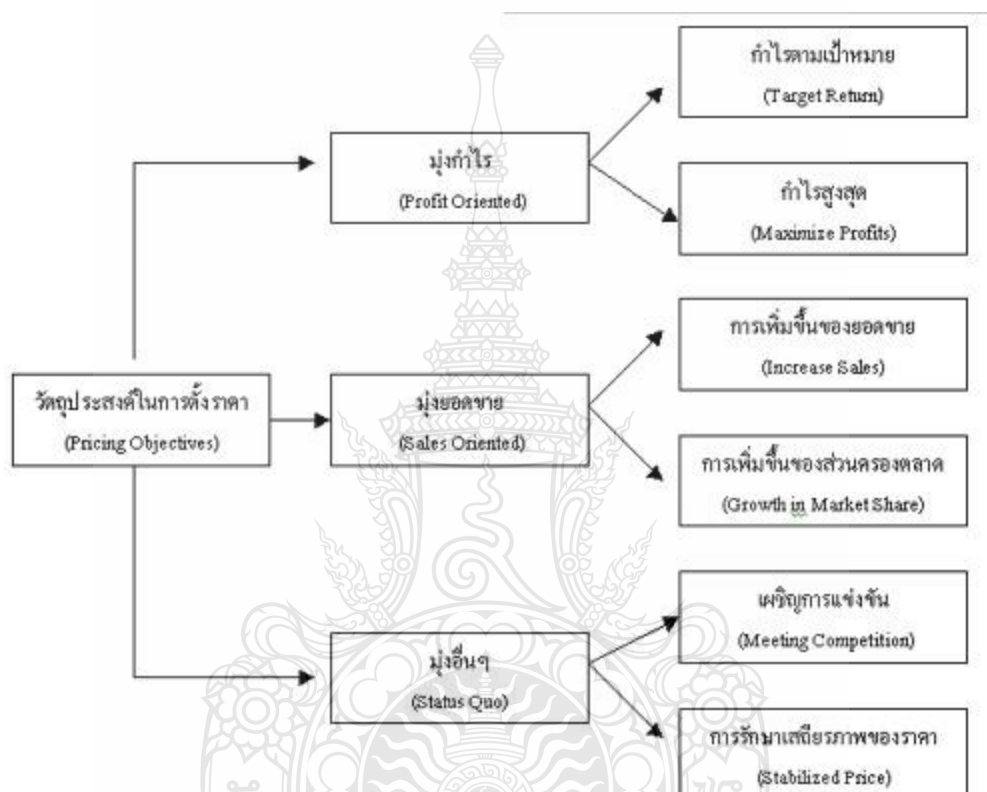 กำไรตามเป้าหมาย
(Target Return)
มุ่งกำไร
(Profit Oriented)
กำไรสูงสุด
(Maximize Profits)
การเพิ่มขึ้นของยอดขาย
(Increase Sales)
วัตถุประสงค์ในการตั้งราคา
(Pricing Objectives)
มุ่งยอดขาย
(Sales Oriented)
การเพิ่มขึ้นของส่วนครองตลาด
(Growth in Market Share)
เผชิญการแข่งขัน
(Meeting Competition)
มุ่งอื่นๆ
(Status Quo)
การรักษาเสถียรภาพของราคา
(Stabilized Price)